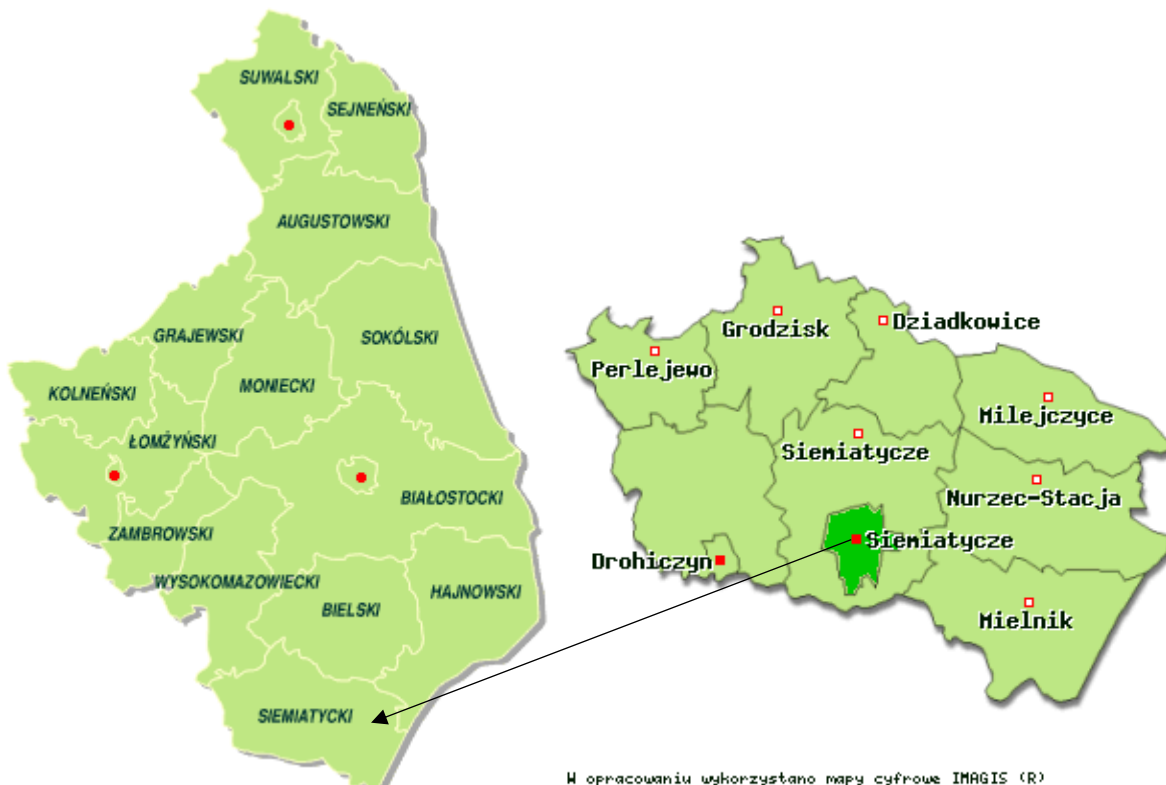 SUWALSKI
SEJNEŃSKI
AUGUSTOWSKI
GRAJEWSKI
SOKÓLSKI
MONIECKI
KOLNEŃSKI
ŁOMŻYŃSKI
BIAŁOSTOCKI
ZAMBROWSKI
WYSOKOMAZOWIECKI
HAJNOWSKI
BIELSKI
SIEMIATYCKI
Grodzisk
Dziadkowice
Perlejewo
Milejczyce
Siemiatycze
Nurzec-Stacja
Siemiatycze
Drohiczyn
Mielnik
W opracowaniu wykorzystano mapy cyfrowe IMAGIS (R)